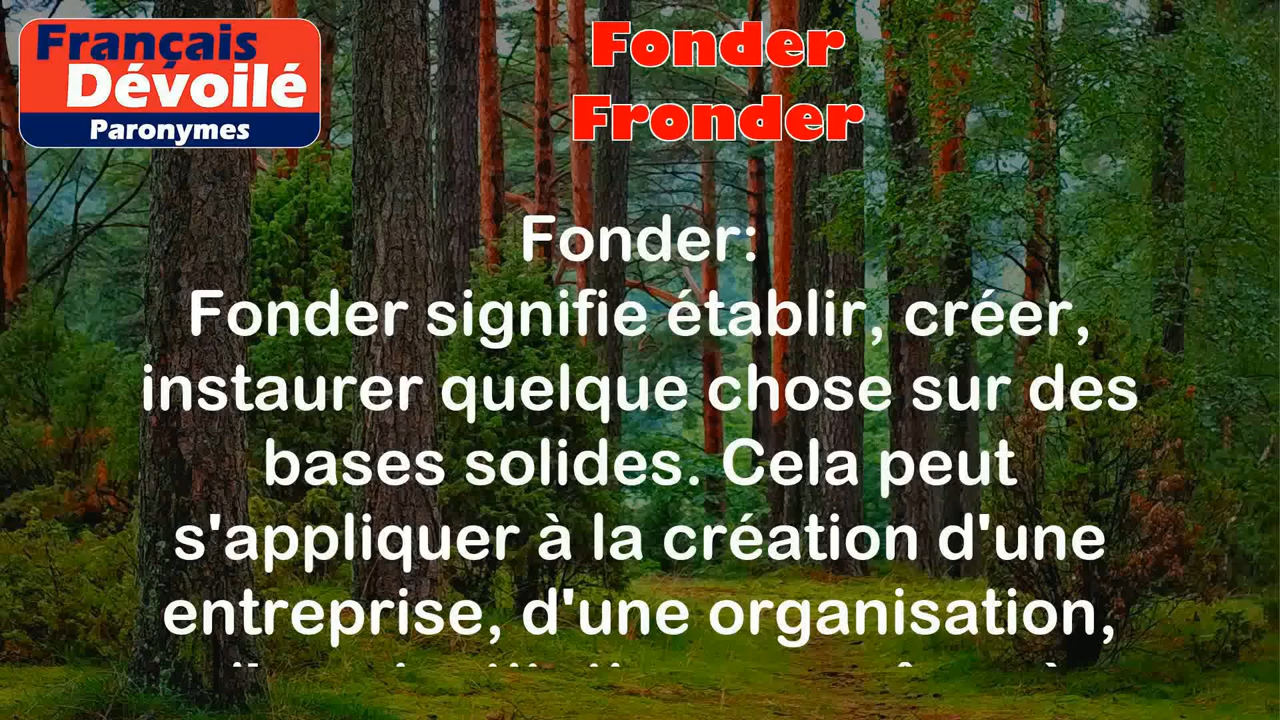 Français
Dévoilé
Paronymes
Fonder
Fronder
Fonder:
Fonder signifie établir, créer,
instaurer quelque chose sur des
bases solides. Cela peut
s'appliquer à la création d'une
entreprise, d'une organisation,